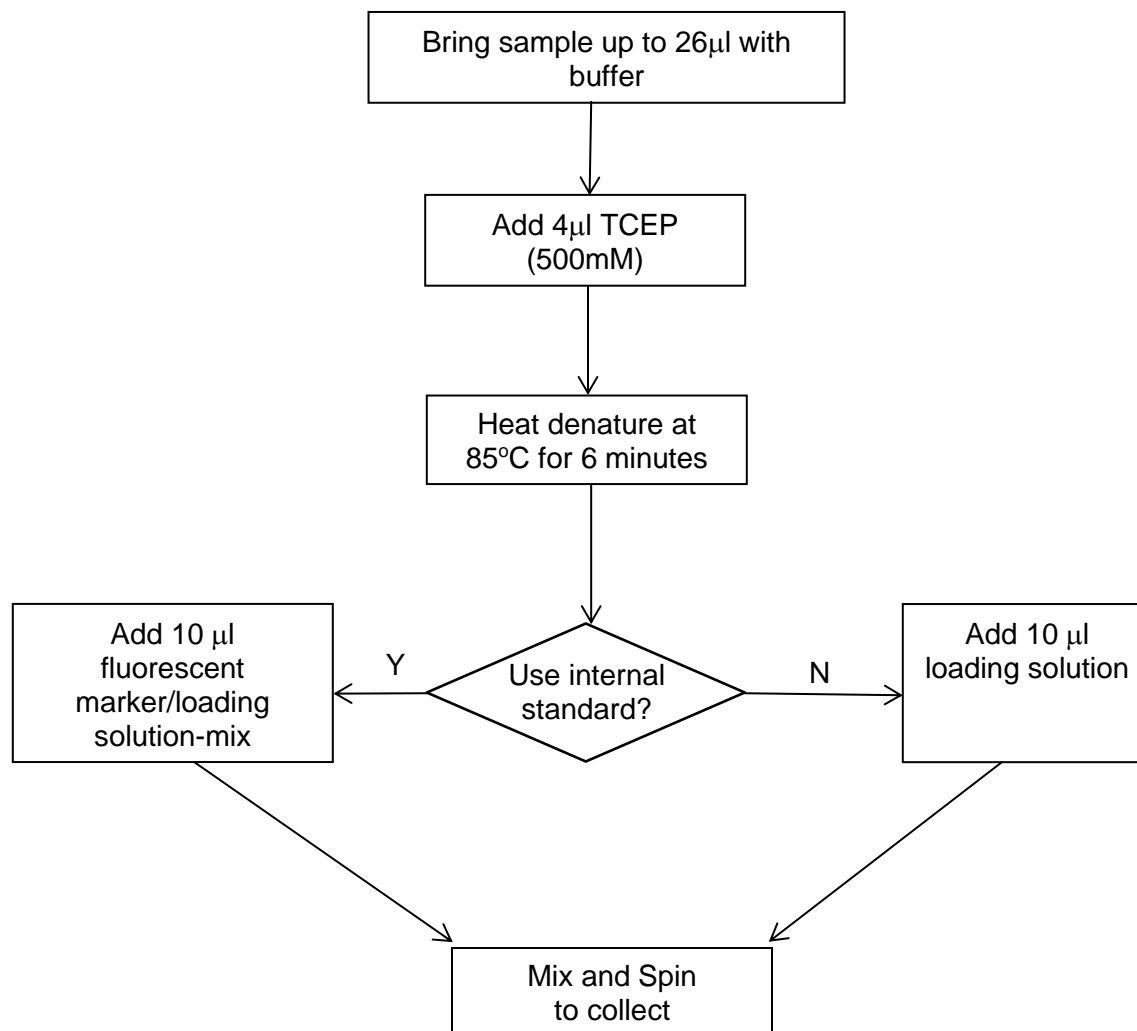 Bring sample up to 26μl with
buffer
Add 4μl TCEP
(500mM)
Heat denature at
85ºC for 6 minutes
Add 10 μl
fluorescent
marker/loading
solution-mix
Y
Use internal
standard?
N
Add 10 μl
loading solution
Mix and Spin
to collect